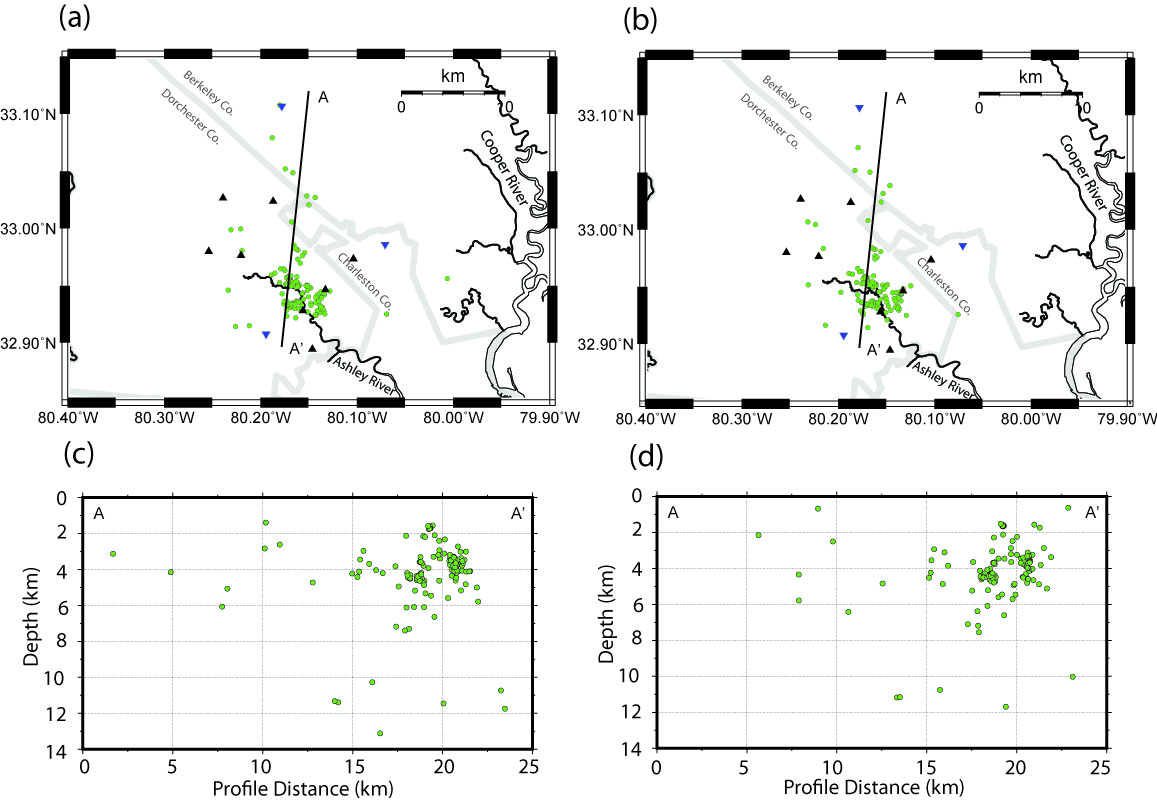 (a)
(b)
km
0
0
A
Berkeley Co.
Dorchester Co.
Cooper River
Charleston Co.
A’
Ashley River
33.10˚N
33.00˚N
32.90˚N
80.40˚W
80.30˚W
80.20˚W
80.10˚W
80.00˚W
79.90˚W
km
0
0
A
Berkeley Co.
Dorchester Co.
Cooper River
Charleston Co.
A’
Ashley River
33.10˚N
33.00˚N
32.90˚N
80.40˚W
80.30˚W
80.20˚W
80.10˚W
80.00˚W
79.90˚W
(c)
A
A’
0
2
4
6
8
10
12
14
Depth (km)
0
5
10
15
20
25
Profile Distance (km)
(d)
A
A’
0
2
4
6
8
10
12
14
Depth (km)
0
5
10
15
20
25
Profile Distance (km)